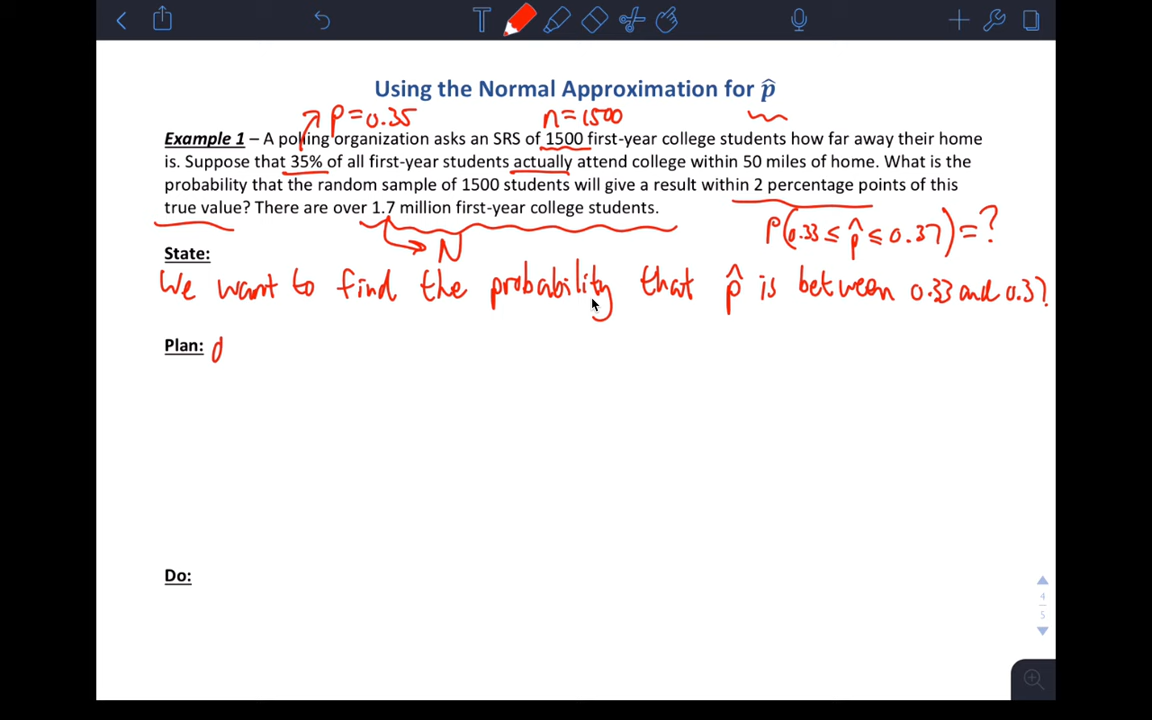 Using the Normal Approximation for p̂
p=0.35
n=1500
Example 1 – A polling organization asks an SRS of 1500 first-year college students how far away their home
is. Suppose that 35% of all first-year students actually attend college within 50 miles of home. What is the
probability that the random sample of 1500 students will give a result within 2 percentage points of this
true value? There are over 1.7 million first-year college students.
P(0.33 ≤ p̂ ≤ 0.37) = ?
N
State:
We want to find the probability that p̂ is between 0.33 and 0.37.
Plan:
Do:
4
5